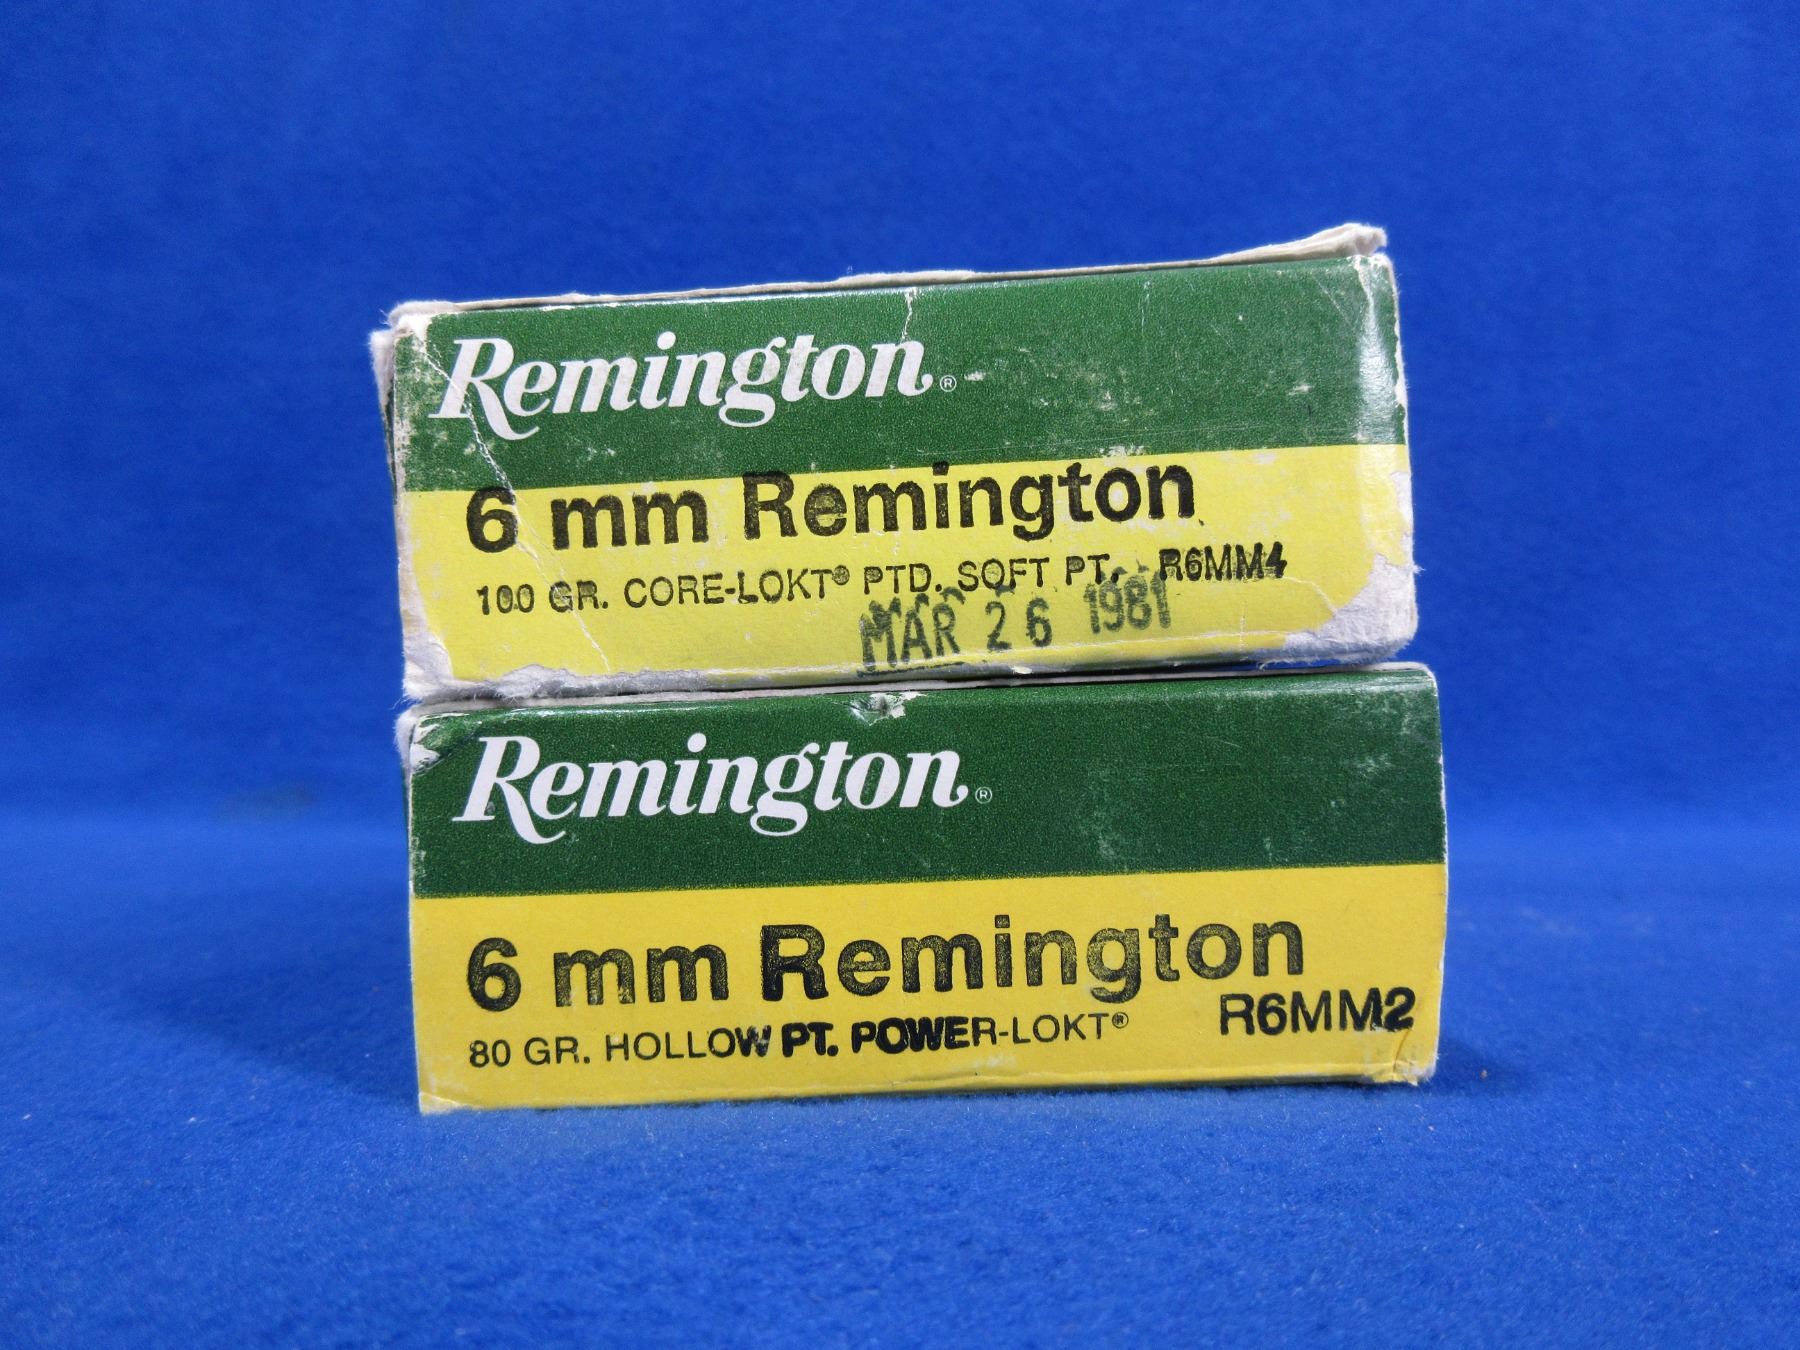 Remington®
6 mm Remington
100 GR. CORE-LOKT® PTD. SOFT PT. R6MM4
MAR 26 1981
Remington®
6 mm Remington
80 GR. HOLLOW PT. POWER-LOKT® R6MM2